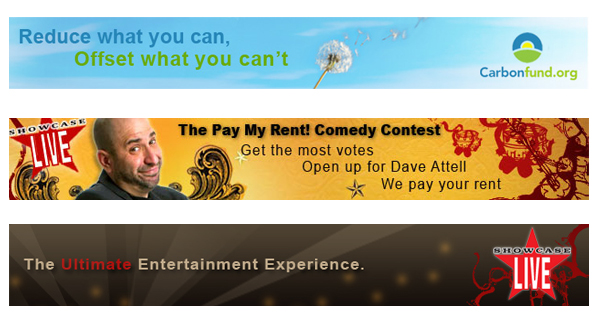 Reduce what you can,
Offset what you can't
Carbonfund.org
SHOWCASE
LIVE
The Pay My Rent! Comedy Contest
Get the most votes
Open up for Dave Attell
We pay your rent
The Ultimate Entertainment Experience.
SHOWCASE
LIVE